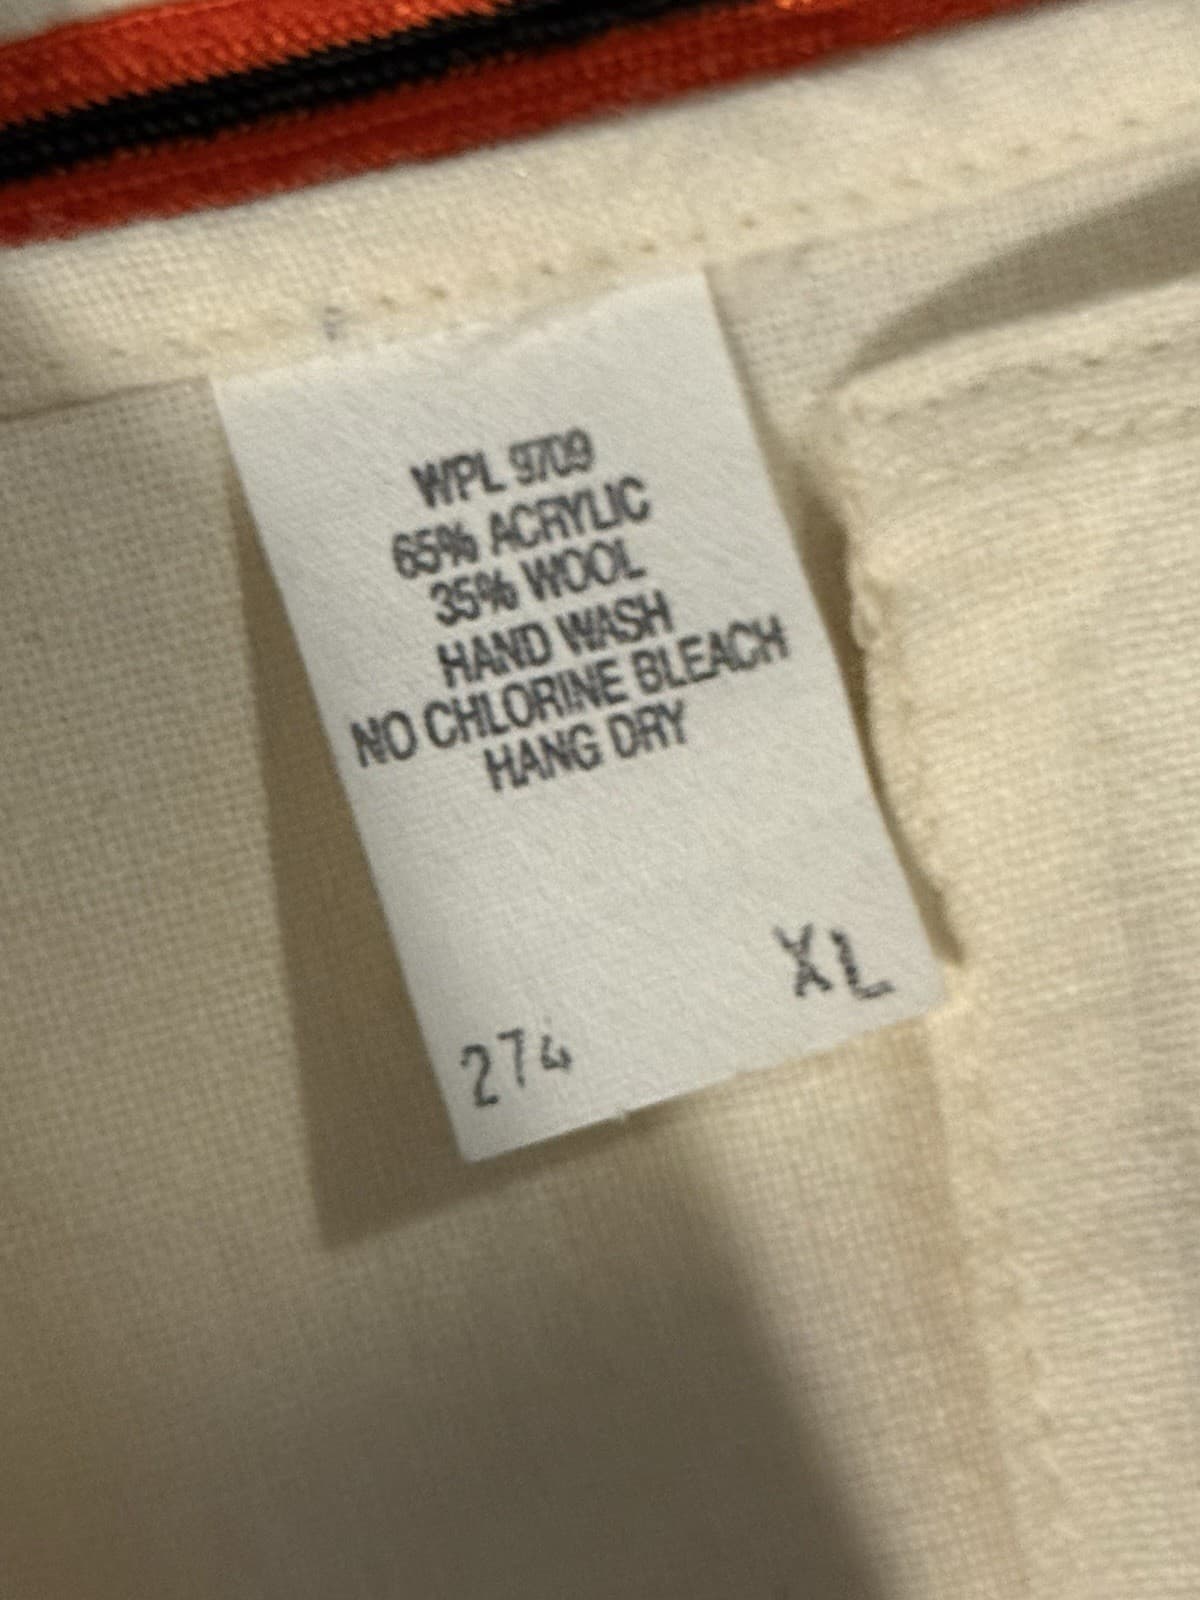 WPL 9709
65% ACRYLIC
35% WOOL
HAND WASH
NO CHLORINE BLEACH
HANG DRY
XL
274